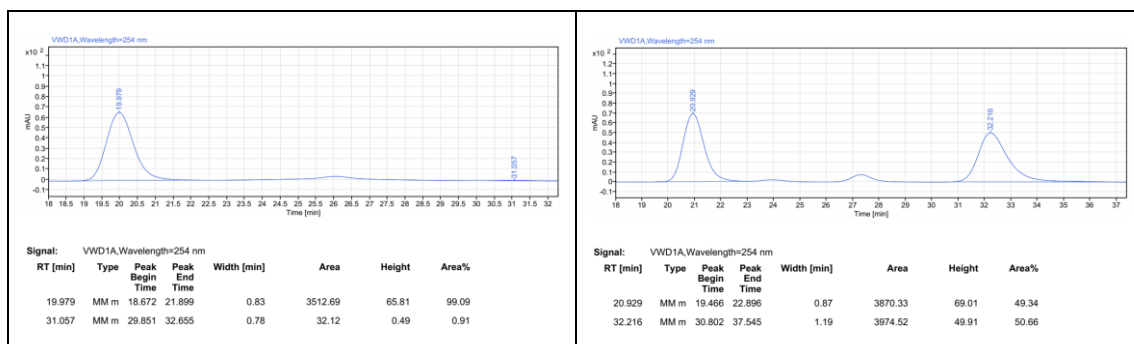 VWD1A,Wavelength=254 nm
x10 2
1.1
1
0.9
0.8
0.7
0.6
0.5
0.4
0.3
0.2
0.1
0
-0.1
mAU
19.979
31.057
18 18.5 19 19.5 20 20.5 21 21.5 22 22.5 23 23.5 24 24.5 25 25.5 26 26.5 27 27.5 28 28.5 29 29.5 30 30.5 31 31.5 32
Time [min]
Signal: VWD1A,Wavelength=254 nm
RT [min] Type Peak Begin Time Peak End Time Width [min] Area Height Area%
19.979 MM m 18.672 21.899 0.83 3512.69 65.81 99.09
31.057 MM m 29.851 32.655 0.78 32.12 0.49 0.91
VWD1A,Wavelength=254 nm
x10 2
1.2
1.1
1
0.9
0.8
0.7
0.6
0.5
0.4
0.3
0.2
0.1
0
-0.1
mAU
20.929
32.216
18 19 20 21 22 23 24 25 26 27 28 29 30 31 32 33 34 35 36 37
Time [min]
Signal: VWD1A,Wavelength=254 nm
RT [min] Type Peak Begin Time Peak End Time Width [min] Area Height Area%
20.929 MM m 19.466 22.896 0.87 3870.33 69.01 49.34
32.216 MM m 30.802 37.545 1.19 3974.52 49.91 50.66